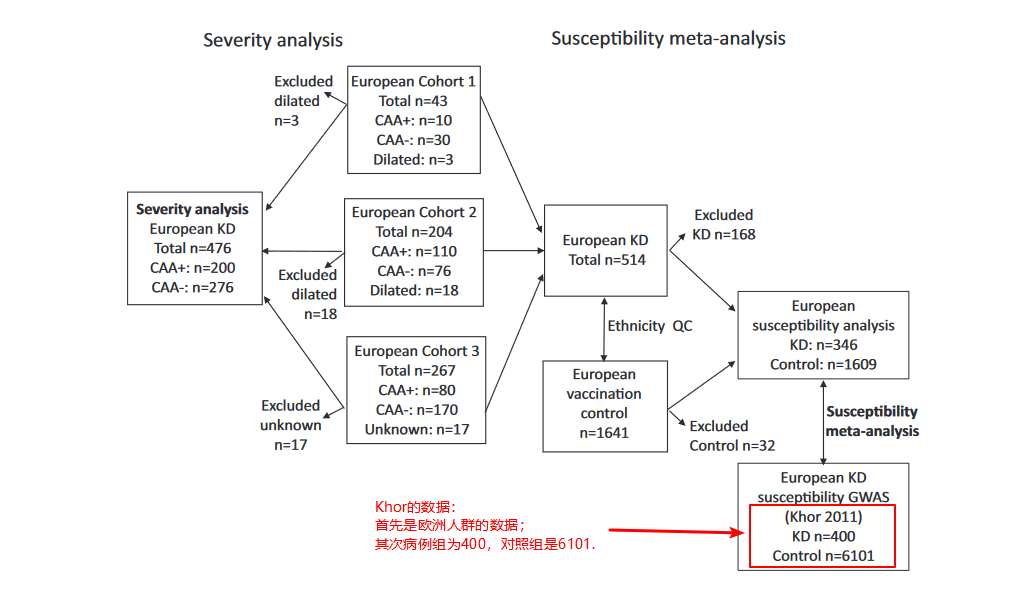 Severity analysis
Susceptibility meta-analysis
Excluded
dilated
n=3
European Cohort 1
Total n=43
CAA+: n=10
CAA-: n=30
Dilated: n=3
Severity analysis
European KD
Total n=476
CAA+: n=200
CAA-: n=276
European Cohort 2
Total n=204
CAA+: n=110
CAA-: n=76
Dilated: n=18
Excluded
dilated
n=18
European Cohort 3
Total n=267
CAA+: n=80
CAA-: n=170
Unknown: n=17
Excluded
unknown
n=17
European KD
Total n=514
Excluded
KD n=168
Ethnicity QC
European
vaccination
control
n=1641
Excluded
Control n=32
European
susceptibility analysis
KD: n=346
Control: n=1609
Susceptibility
meta-analysis
European KD
susceptibility GWAS
(Khor 2011)
KD n=400
Control n=6101
Khor的数据：
首先是欧洲人群的数据；
其次病例组为400，对照组是6101.